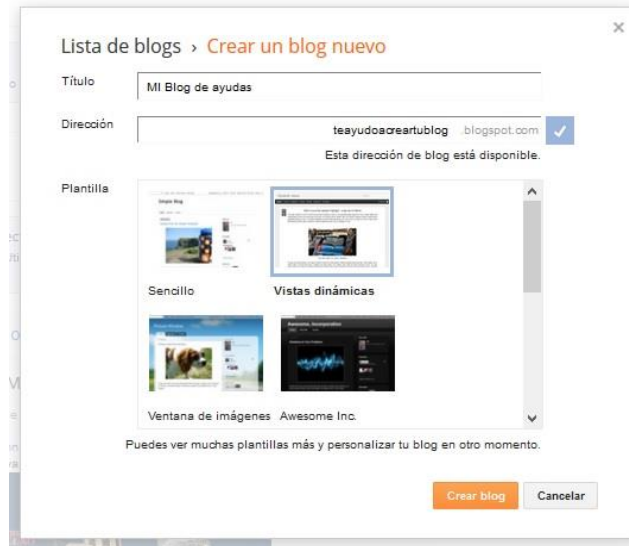 Lista de blogs › Crear un blog nuevo
Título
MI Blog de ayudas
Dirección
teayudoacreartublog .blogspot.com
Esta dirección de blog está disponible.
Plantilla
Sencillo
Vistas dinámicas
Ventana de imágenes
Awesome Inc.
Puedes ver muchas plantillas más y personalizar tu blog en otro momento.
Crear blog
Cancelar